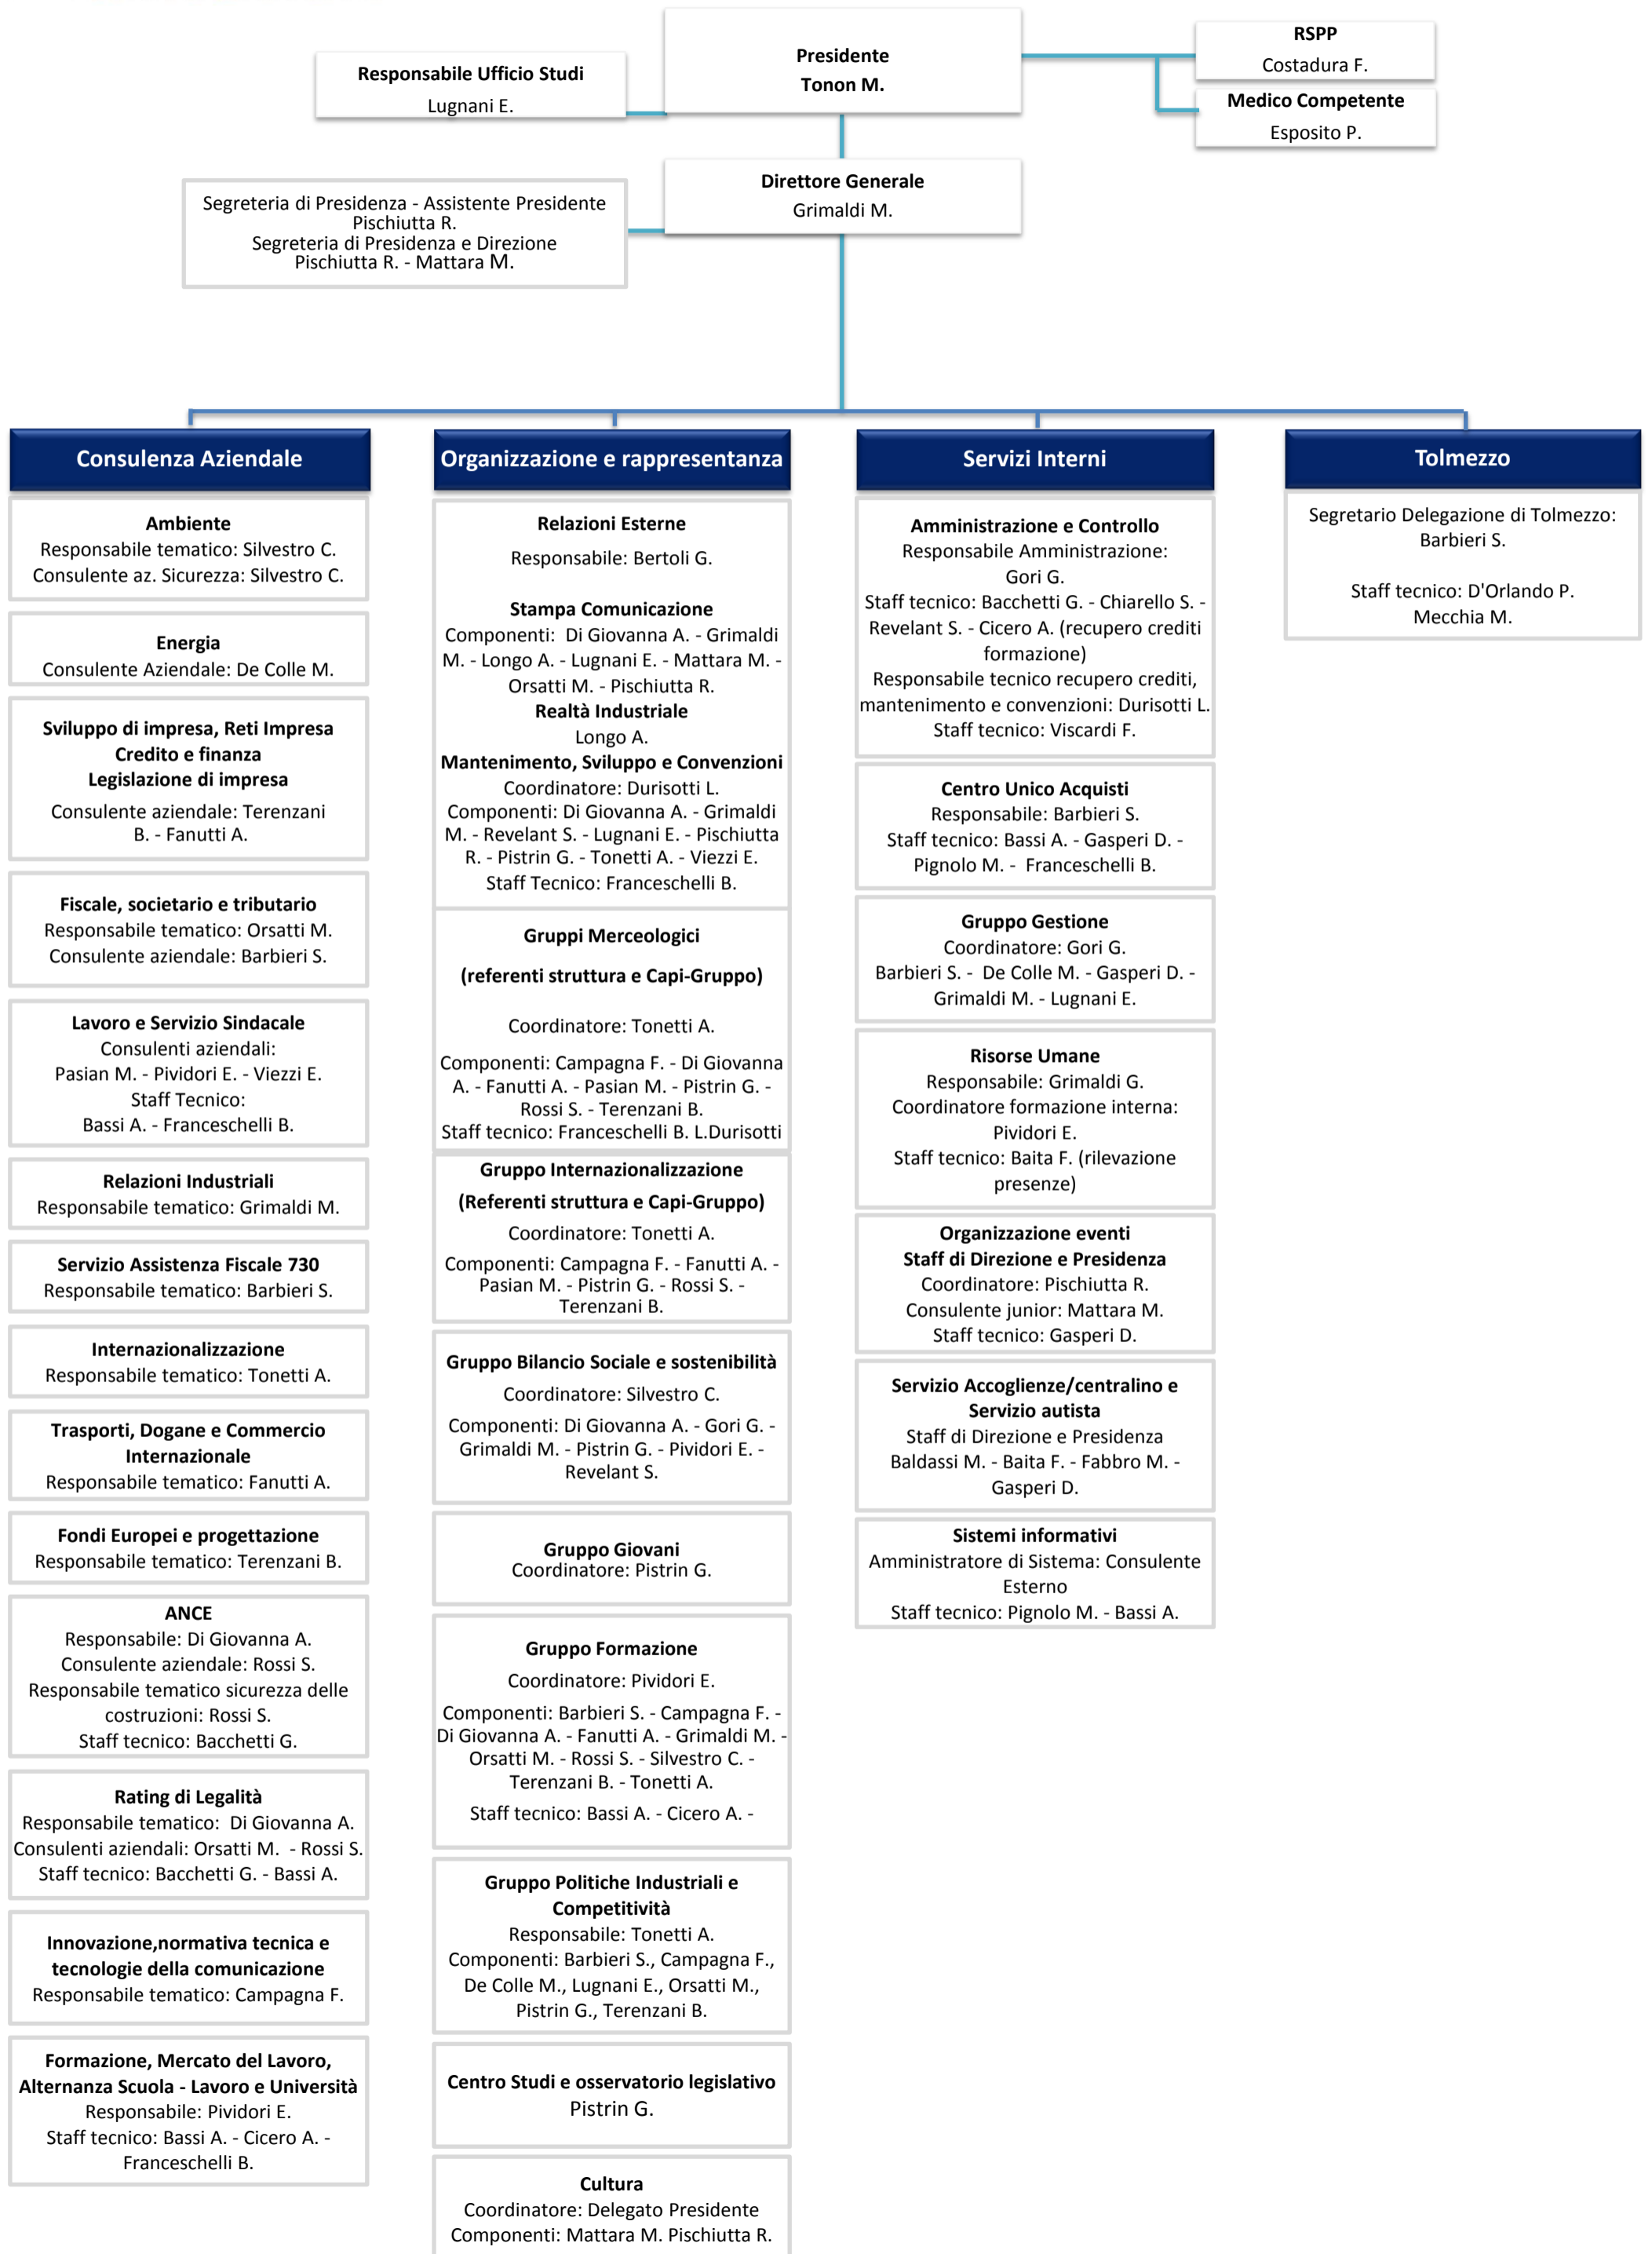 Presidente
Tonon M.
RSPP
Costadura F.
Responsabile Ufficio Studi
Lugnani E.
Medico Competente
Esposito P.
Direttore Generale
Grimaldi M.
Segreteria di Presidenza - Assistente Presidente
Pischiutta R.
Segreteria di Presidenza e Direzione
Pischiutta R. - Mattara M.
Consulenza Aziendale
Ambiente
Responsabile tematico: Silvestro C.
Consulente az. Sicurezza: Silvestro C.
Energia
Consulente Aziendale: De Colle M.
Sviluppo di impresa, Reti Impresa
Credito e finanza
Legislazione di impresa
Consulente aziendale: Terenzani
B. - Fanutti A.
Fiscale, societario e tributario
Responsabile tematico: Orsatti M.
Consulente aziendale: Barbieri S.
Lavoro e Servizio Sindacale
Consulenti aziendali:
Pasian M. - Pividori E. - Viezzi E.
Staff Tecnico:
Bassi A. - Franceschelli B.
Relazioni Industriali
Responsabile tematico: Grimaldi M.
Servizio Assistenza Fiscale 730
Responsabile tematico: Barbieri S.
Internazionalizzazione
Responsabile tematico: Tonetti A.
Trasporti, Dogane e Commercio
Internazionale
Responsabile tematico: Fanutti A.
Fondi Europei e progettazione
Responsabile tematico: Terenzani B.
ANCE
Responsabile: Di Giovanna A.
Consulente aziendale: Rossi S.
Responsabile tematico sicurezza delle
costruzioni: Rossi S.
Staff tecnico: Bacchetti G.
Rating di Legalità
Responsabile tematico:  Di Giovanna A.
Consulenti aziendali: Orsatti M.  - Rossi S.
Staff tecnico: Bacchetti G. - Bassi A.
Innovazione,normativa tecnica e
tecnologie della comunicazione
Responsabile tematico: Campagna F.
Formazione, Mercato del Lavoro,
Alternanza Scuola - Lavoro e Università
Responsabile: Pividori E.
Staff tecnico: Bassi A. - Cicero A. -
Franceschelli B.
Organizzazione e rappresentanza
Relazioni Esterne
Responsabile: Bertoli G.
Stampa Comunicazione
Componenti:  Di Giovanna A. - Grimaldi
M. - Longo A. - Lugnani E. - Mattara M. -
Orsatti M. - Pischiutta R.
Realtà Industriale
Longo A.
Mantenimento, Sviluppo e Convenzioni
Coordinatore: Durisotti L.
Componenti: Di Giovanna A. - Grimaldi
M. - Revelant S. - Lugnani E. - Pischiutta
R. - Pistrin G. - Tonetti A. - Viezzi E.
Staff Tecnico: Franceschelli B.
Gruppi Merceologici
(referenti struttura e Capi-Gruppo)
Coordinatore: Tonetti A.
Componenti: Campagna F. - Di Giovanna
A. - Fanutti A. - Pasian M. - Pistrin G. -
Rossi S. - Terenzani B.
Staff tecnico: Franceschelli B. L.Durisotti
Gruppo Internazionalizzazione
(Referenti struttura e Capi-Gruppo)
Coordinatore: Tonetti A.
Componenti: Campagna F. - Fanutti A. -
Pasian M. - Pistrin G. - Rossi S. -
Terenzani B.
Gruppo Bilancio Sociale e sostenibilità
Coordinatore: Silvestro C.
Componenti: Di Giovanna A. - Gori G. -
Grimaldi M. - Pistrin G. - Pividori E. -
Revelant S.
Gruppo Giovani
Coordinatore: Pistrin G.
Gruppo Formazione
Coordinatore: Pividori E.
Componenti: Barbieri S. - Campagna F. -
Di Giovanna A. - Fanutti A. - Grimaldi M. -
Orsatti M. - Rossi S. - Silvestro C. -
Terenzani B. - Tonetti A.
Staff tecnico: Bassi A. - Cicero A. -
Gruppo Politiche Industriali e
Competitività
Responsabile: Tonetti A.
Componenti: Barbieri S., Campagna F.,
De Colle M., Lugnani E., Orsatti M.,
Pistrin G., Terenzani B.
Centro Studi e osservatorio legislativo
Pistrin G.
Cultura
Coordinatore: Delegato Presidente
Componenti: Mattara M. Pischiutta R.
Servizi Interni
Amministrazione e Controllo
Responsabile Amministrazione:
Gori G.
Staff tecnico: Bacchetti G. - Chiarello S. -
Revelant S. - Cicero A. (recupero crediti
formazione)
Responsabile tecnico recupero crediti,
mantenimento e convenzioni: Durisotti L.
Staff tecnico: Viscardi F.
Centro Unico Acquisti
Responsabile: Barbieri S.
Staff tecnico: Bassi A. - Gasperi D. -
Pignolo M. -  Franceschelli B.
Gruppo Gestione
Coordinatore: Gori G.
Barbieri S. -  De Colle M. - Gasperi D. -
Grimaldi M. - Lugnani E.
Risorse Umane
Responsabile: Grimaldi G.
Coordinatore formazione interna:
Pividori E.
Staff tecnico: Baita F. (rilevazione
presenze)
Organizzazione eventi
Staff di Direzione e Presidenza
Coordinatore: Pischiutta R.
Consulente junior: Mattara M.
Staff tecnico: Gasperi D.
Servizio Accoglienze/centralino e
Servizio autista
Staff di Direzione e Presidenza
Baldassi M. - Baita F. - Fabbro M. -
Gasperi D.
Sistemi informativi
Amministratore di Sistema: Consulente
Esterno
Staff tecnico: Pignolo M. - Bassi A.
Tolmezzo
Segretario Delegazione di Tolmezzo:
Barbieri S.
Staff tecnico: D'Orlando P.
Mecchia M.